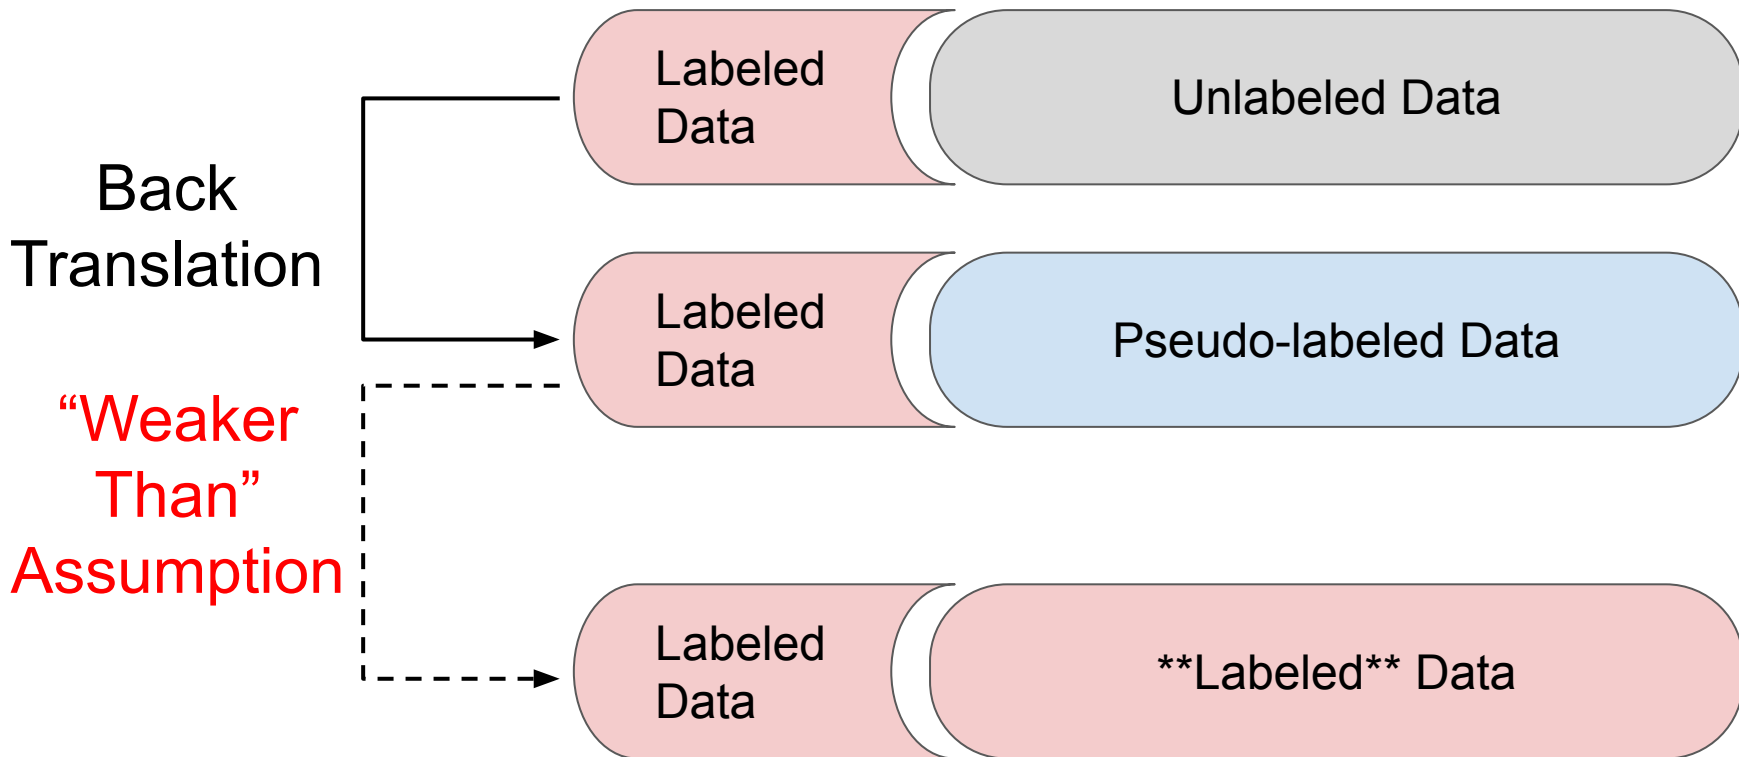 Labeled
Data
Unlabeled Data
Back
Translation
Labeled
Data
Pseudo-labeled Data
“Weaker
Than”
Assumption
Labeled
Data
**Labeled** Data